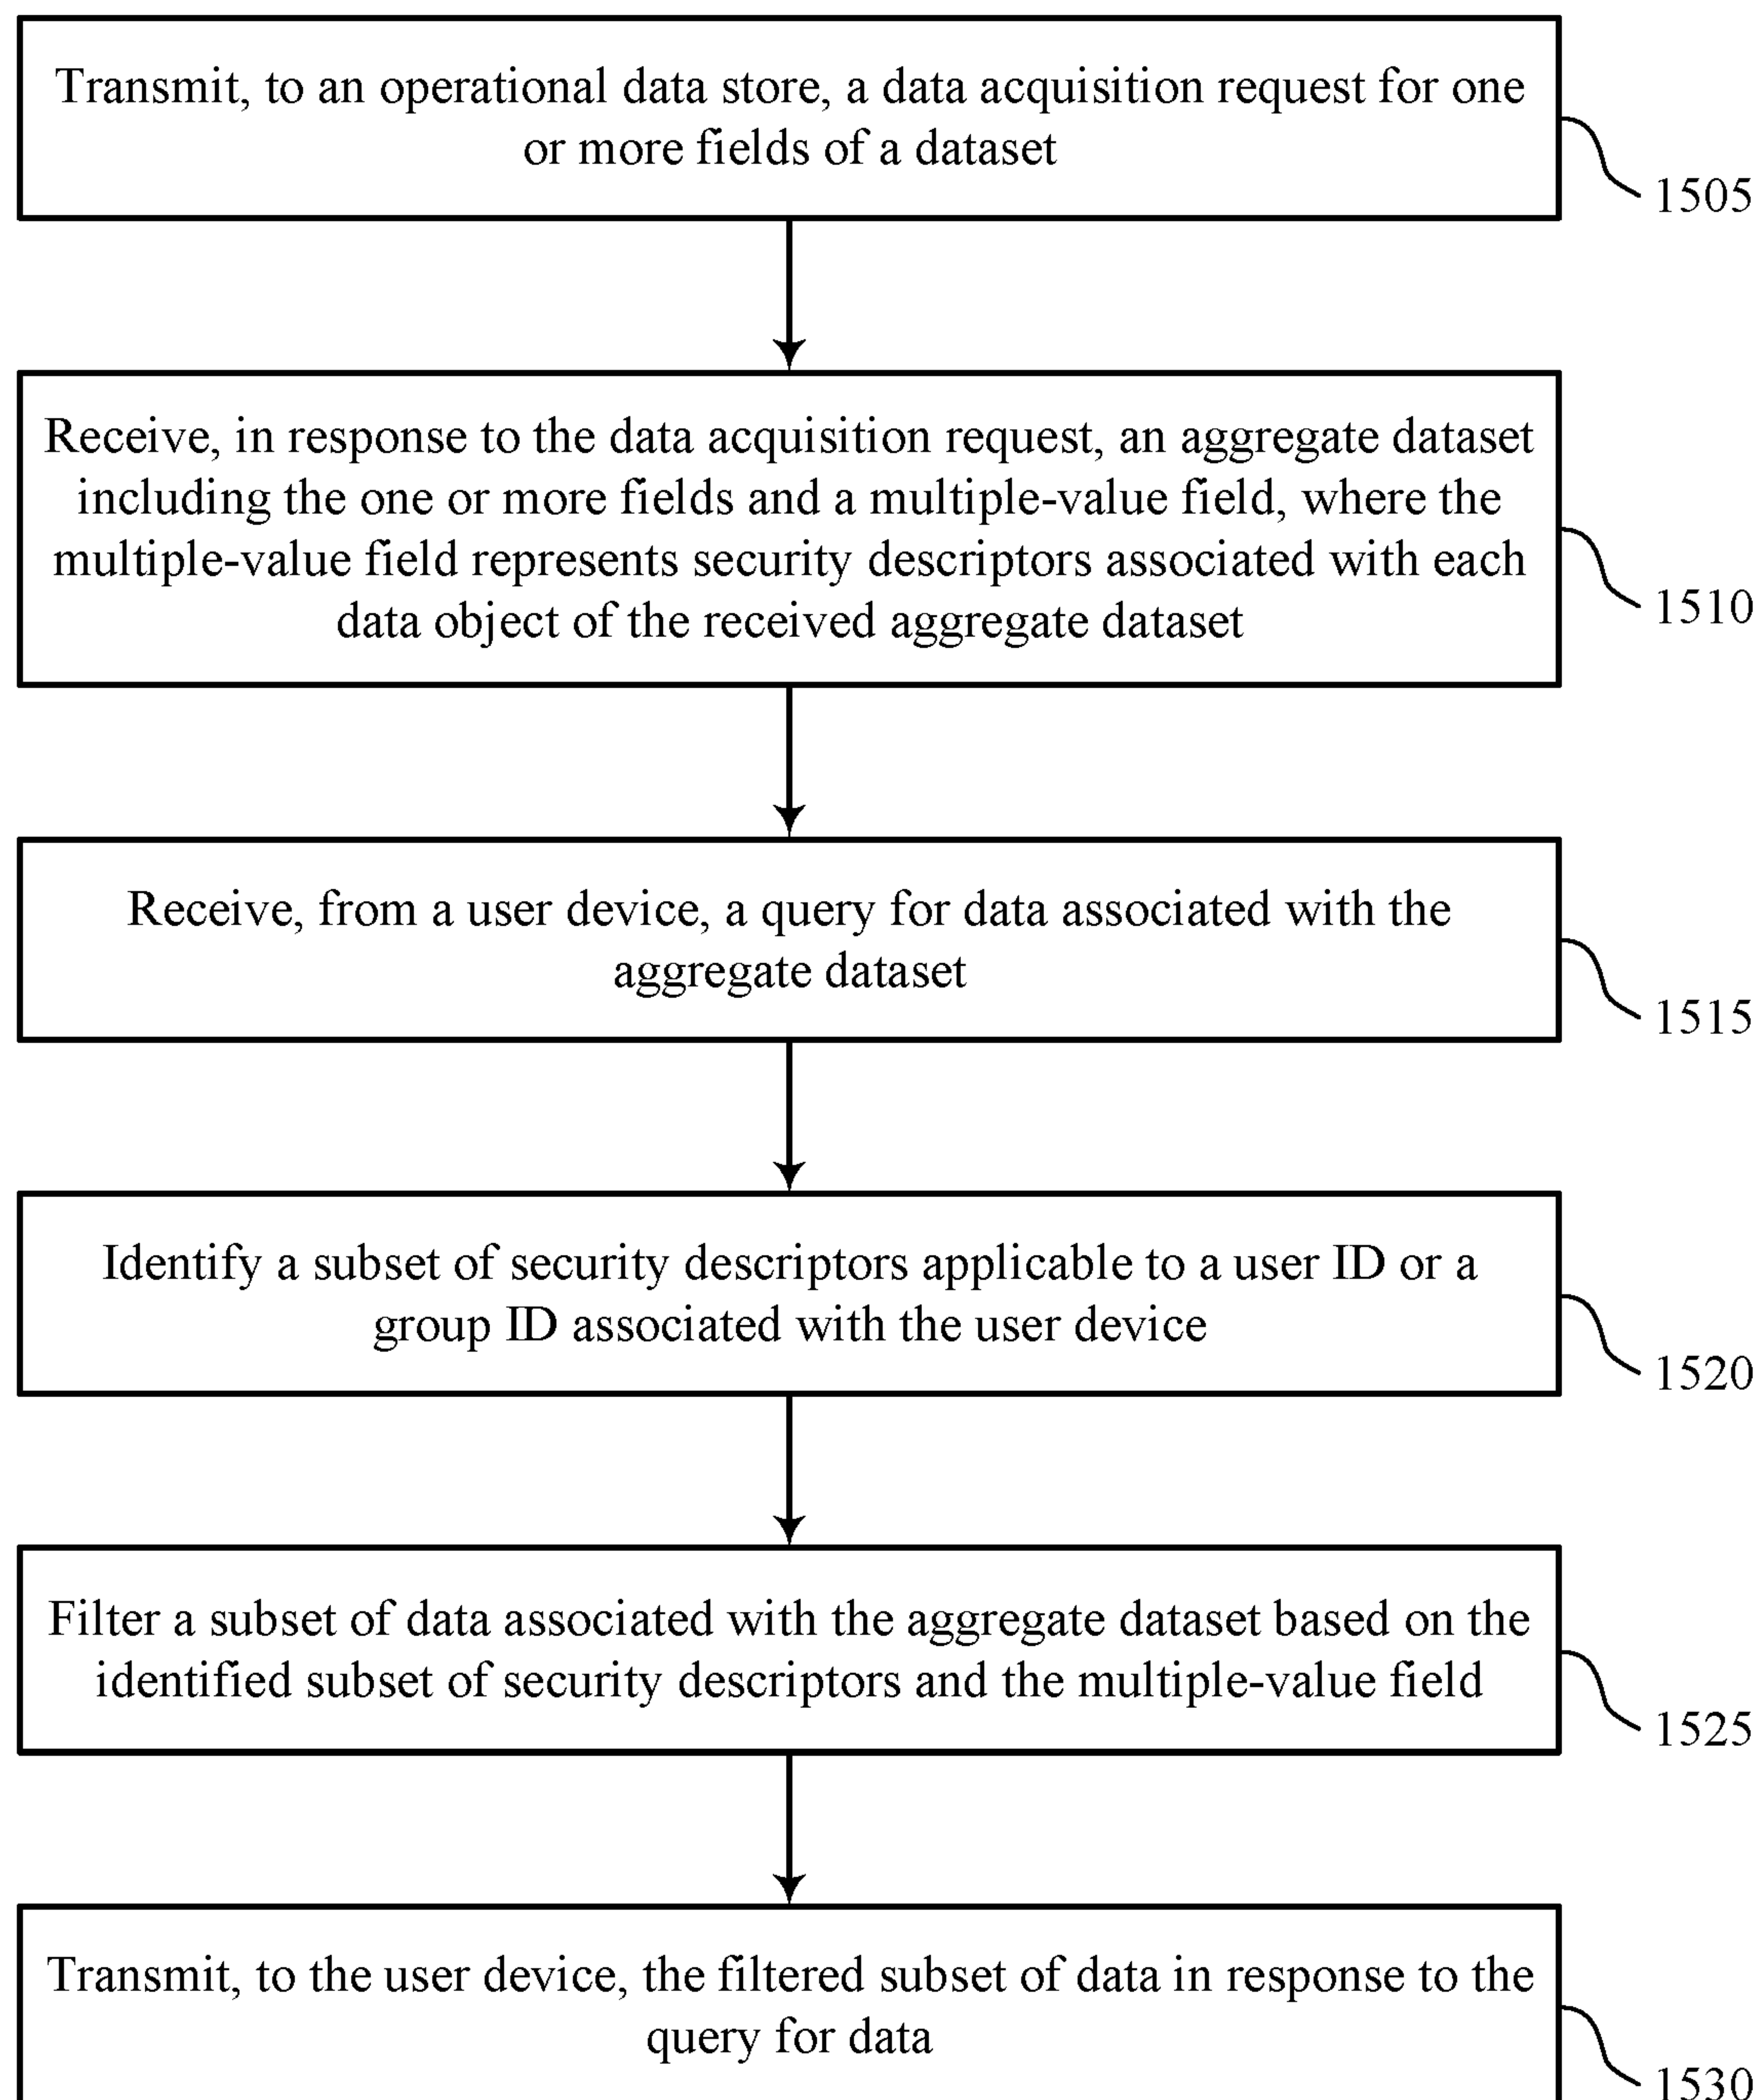 Transmit, to an operational data store, a data acquisition request for one
or more fields of a dataset
1505
Receive, in response to the data acquisition request, an aggregate dataset
including the one or more fields and a multiple-value field, where the
multiple-value field represents security descriptors associated with each
data object of the received aggregate dataset
1510
Receive, from a user device, a query for data associated with the
aggregate dataset
1515
Identify a subset of security descriptors applicable to a user ID or a
group ID associated with the user device
1520
Filter a subset of data associated with the aggregate dataset based on the
identified subset of security descriptors and the multiple-value field
1525
Transmit, to the user device, the filtered subset of data in response to the
query for data
1530